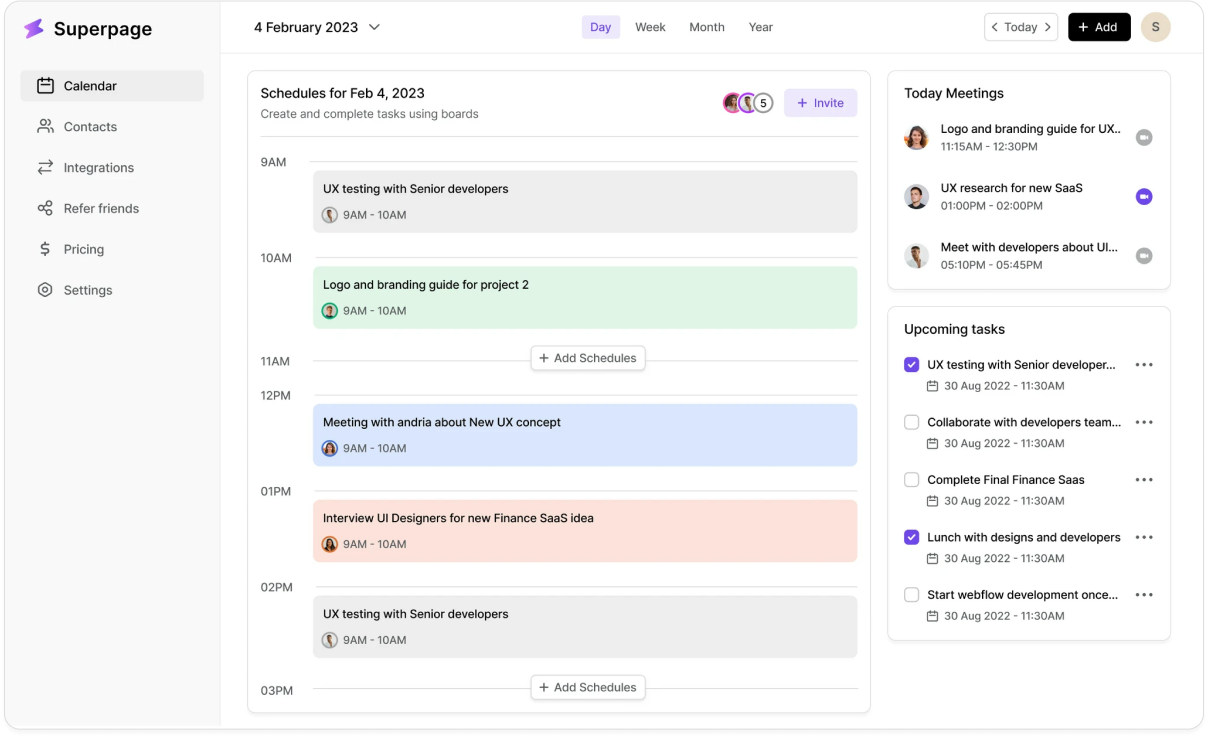 Superpage
Calendar
Contacts
Integrations
Refer friends
Pricing
Settings
4 February 2023
Day
Week
Month
Year
Today
+ Add
S
Schedules for Feb 4, 2023
Create and complete tasks using boards
5
+ Invite
9AM
UX testing with Senior developers
9AM - 10AM
10AM
Logo and branding guide for project 2
9AM - 10AM
11AM
+ Add Schedules
12PM
Meeting with andria about New UX concept
9AM - 10AM
01PM
Interview UI Designers for new Finance SaaS idea
9AM - 10AM
02PM
UX testing with Senior developers
9AM - 10AM
03PM
+ Add Schedules
Today Meetings
Logo and branding guide for UX..
11:15AM - 12:30PM
UX research for new SaaS
01:00PM - 02:00PM
Meet with developers about UI...
05:10PM - 05:45PM
Upcoming tasks
UX testing with Senior developer...
30 Aug 2022 - 11:30AM
Collaborate with developers team...
30 Aug 2022 - 11:30AM
Complete Final Finance Saas
30 Aug 2022 - 11:30AM
Lunch with designs and developers
30 Aug 2022 - 11:30AM
Start webflow development once...
30 Aug 2022 - 11:30AM